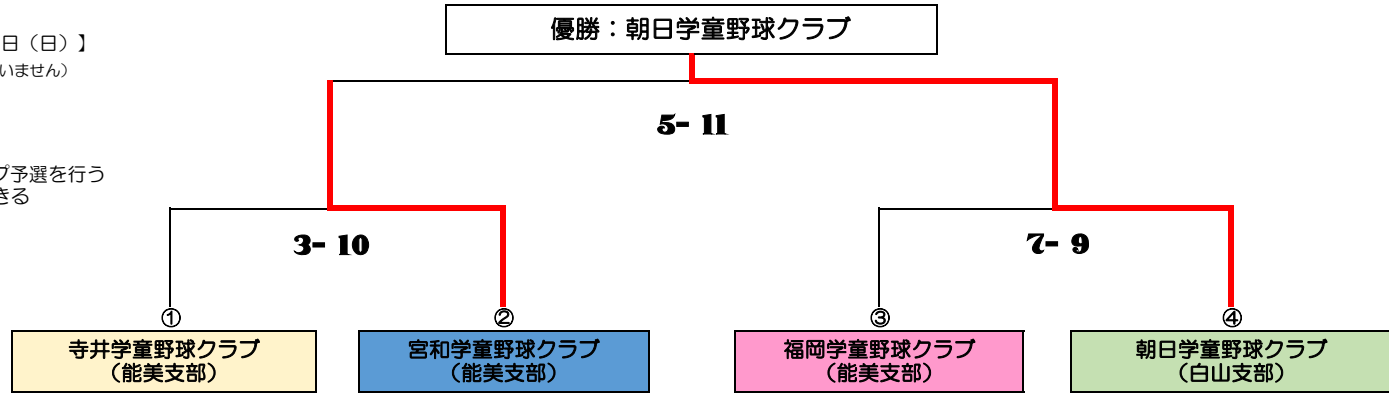 優勝：朝日学童野球クラブ
日（日）】
いません）
5- 11
プ予選を行う
きる
3- 10
7- 9
①
②
③
④
寺井学童野球クラブ
（能美支部）
宮和学童野球クラブ
（能美支部）
福岡学童野球クラブ
（能美支部）
朝日学童野球クラブ
（白山支部）